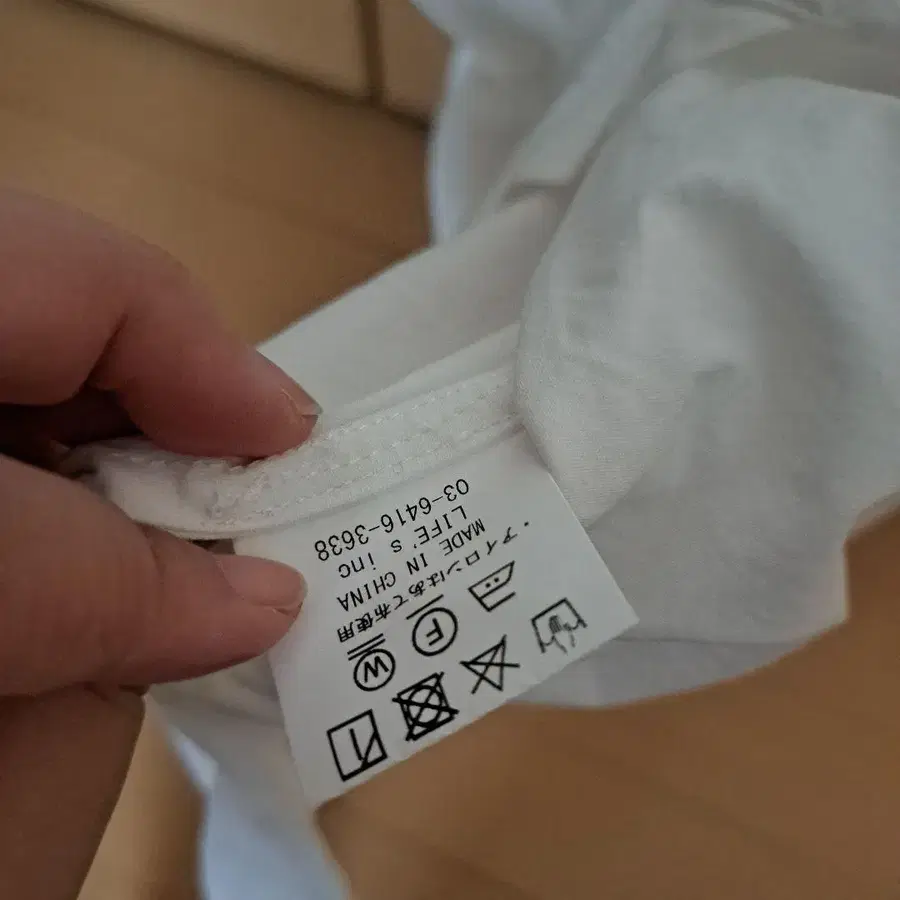 F
W
・アイロンはあて布使用
MADE IN CHINA
LIFE's inc
03-6416-3638